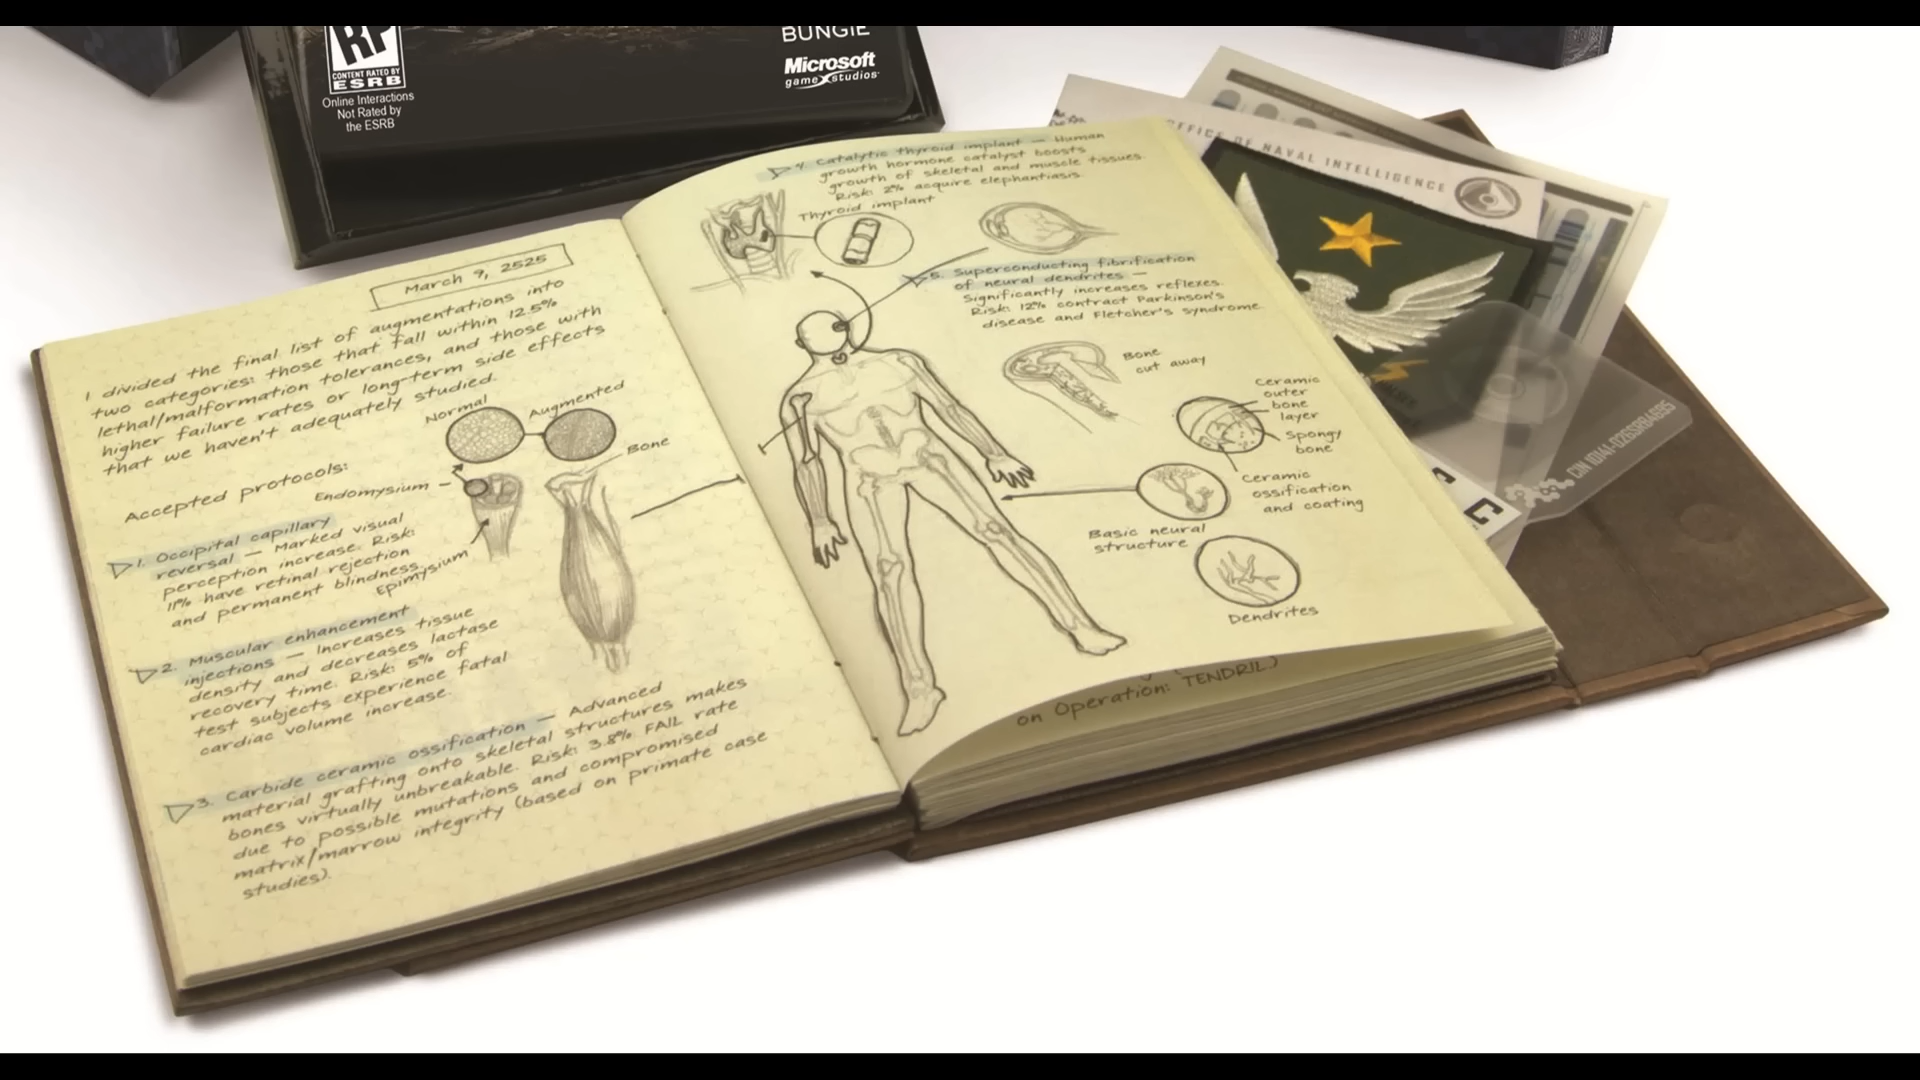 RP
CONTENT RATED BY
ESRB
Online Interactions
Not Rated by
the ESRB
BUNGIE
Microsoft
game studios
March 9, 2525
I divided the final list of augmentations into
two categories: those that fall within 12.5%
lethal/malformation tolerances, and those with
higher failure rates or long-term side effects
that we haven't adequately studied.
Normal
Augmented
Bone
Endomysium
Epimysium
Accepted protocols:
1. Occipital capillary
reversal — Marked visual
perception increase. Risk:
11% have retinal rejection
and permanent blindness.
2. Muscular enhancement
injections — Increases tissue
density and decreases lactase
recovery time. Risk: 5% of
test subjects experience fatal
cardiac volume increase.
3. Carbide ceramic ossification — Advanced
material grafting onto skeletal structures makes
bones virtually unbreakable. Risk: 3.8% FAIL rate
due to possible mutations and compromised
matrix/marrow integrity (based on primate case
studies).
4. Catalytic thyroid implant — Human
growth hormone catalyst boosts
growth of skeletal and muscle tissues.
Risk: 2% acquire elephantiasis.
Thyroid implant
5. Superconducting fibrification
of neural dendrites —
Significantly increases reflexes.
Risk: 12% contract Parkinson's
disease and Fletcher's syndrome.
Bone
cut away
Ceramic
outer
bone
layer
Spongy
bone
Ceramic
ossification
and coating
Basic neural
structure
Dendrites
on Operation: TENDRIL)
OFFICE OF NAVAL INTELLIGENCE